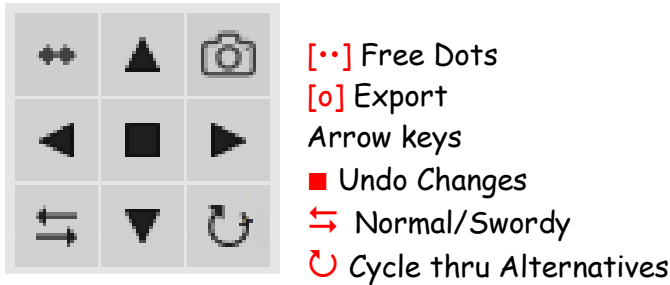 [··] Free Dots
[o] Export
Arrow keys
■ Undo Changes
⇆ Normal/Swordy
↻ Cycle thru Alternatives